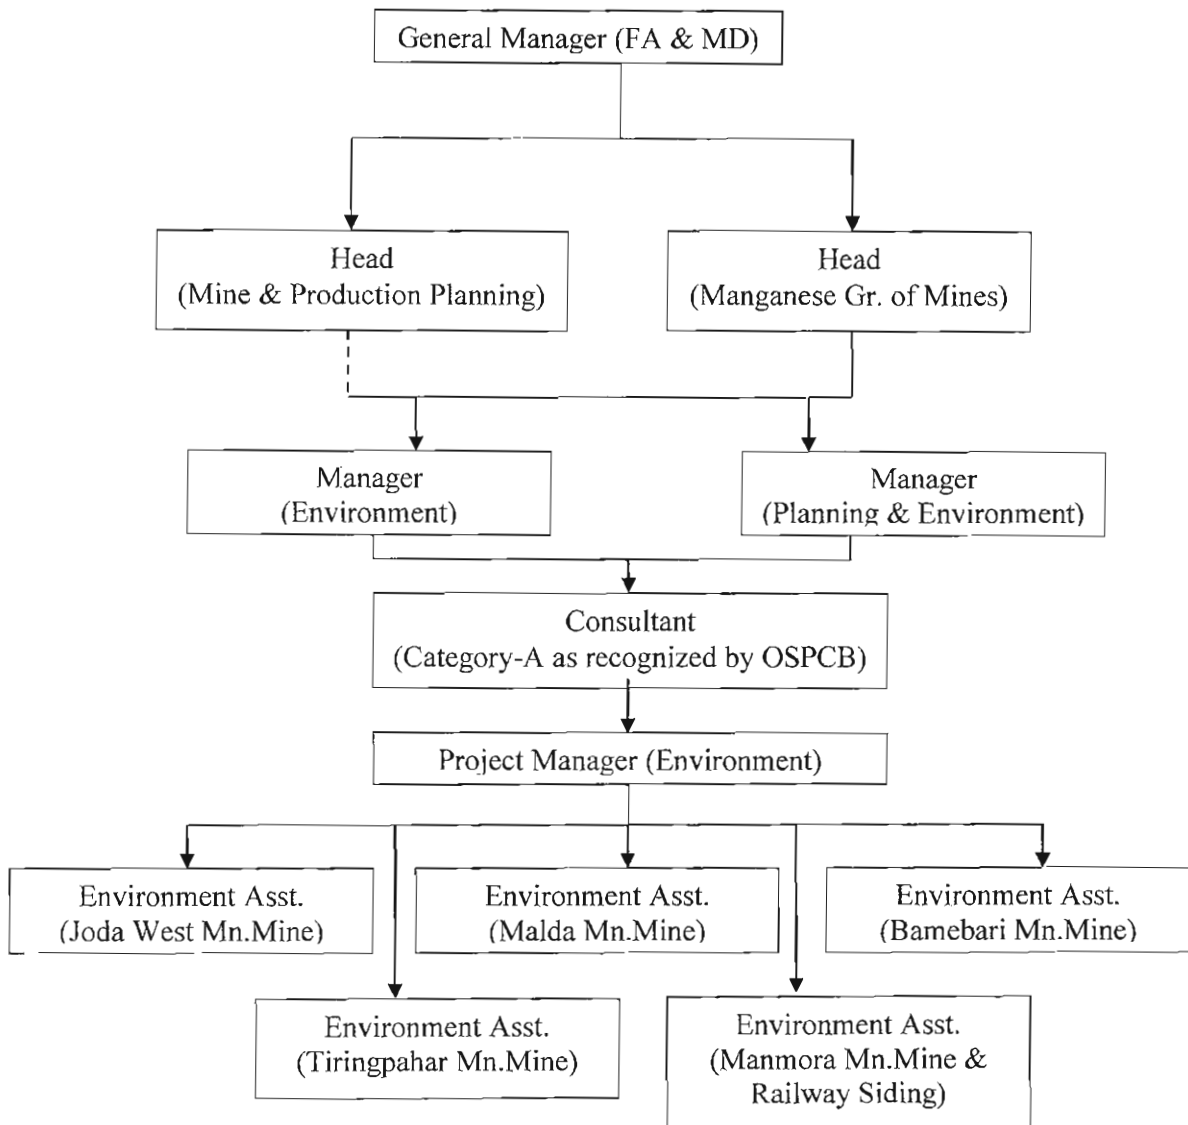 General Manager (FA & MD)
Head
(Mine & Production Planning)
Head
(Manganese Gr. of Mines)
Manager
(Environment)
Manager
(Planning & Environment)
Consultant
(Category-A as recognized by OSPCB)
Project Manager (Environment)
Environment Asst.
(Joda West Mn.Mine)
Environment Asst.
(Malda Mn.Mine)
Environment Asst.
(Bamebari Mn.Mine)
Environment Asst.
(Tiringpahar Mn.Mine)
Environment Asst.
(Manmora Mn.Mine &
Railway Siding)